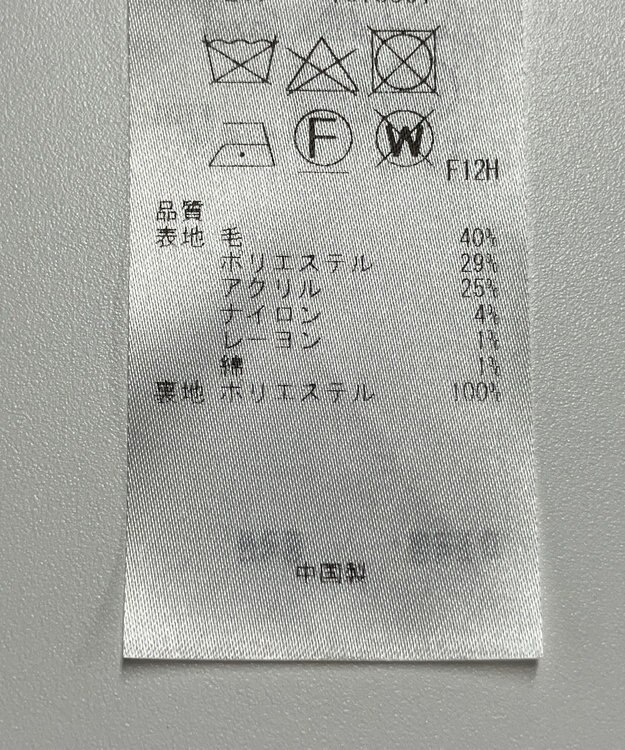 F
W
F12H
品質
表地 毛 40%
ポリエステル 29%
アクリル 25%
ナイロン 4%
レーヨン 1%
綿 1%
裏地 ポリエステル 100%
中国製